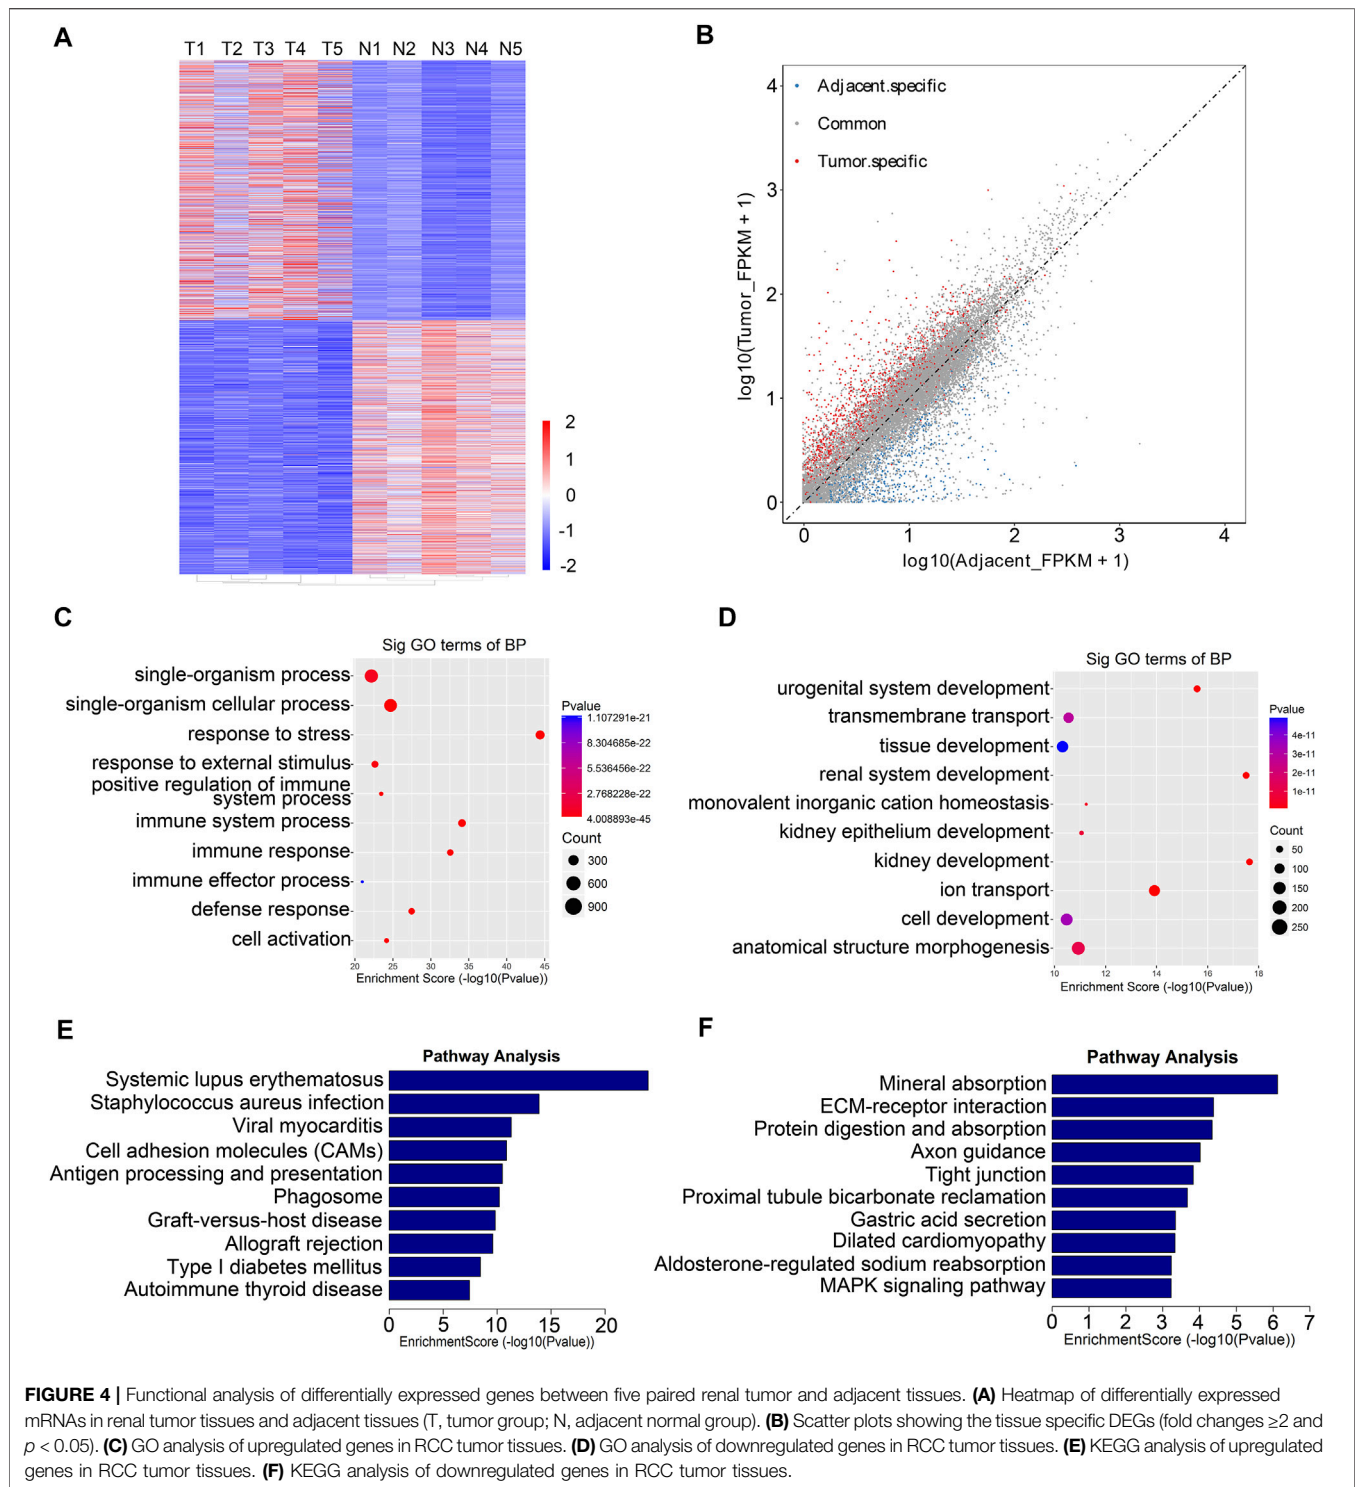 A
T1 T2 T3 T4 T5 N1 N2 N3 N4 N5
2
1
0
-1
-2
B
Adjacent.specific
Common
Tumor.specific
log10(Tumor_FPKM + 1)
4
3
2
1
0
0 1 2 3 4
log10(Adjacent_FPKM + 1)
C
Sig GO terms of BP
single-organism process
single-organism cellular process
response to stress
response to external stimulus
positive regulation of immune
system process
immune system process
immune response
immune effector process
defense response
cell activation
20 25 30 35 40 45
Enrichment Score (-log10(Pvalue))
Pvalue
1.107291e-21
8.304685e-22
5.536456e-22
2.768228e-22
4.008893e-45
Count
300
600
900
D
Sig GO terms of BP
urogenital system development
transmembrane transport
tissue development
renal system development
monovalent inorganic cation homeostasis
kidney epithelium development
kidney development
ion transport
cell development
anatomical structure morphogenesis
10 12 14 16 18
Enrichment Score (-log10(Pvalue))
Pvalue
4e-11
3e-11
2e-11
1e-11
Count
50
100
150
200
250
E
Pathway Analysis
Systemic lupus erythematosus
Staphylococcus aureus infection
Viral myocarditis
Cell adhesion molecules (CAMs)
Antigen processing and presentation
Phagosome
Graft-versus-host disease
Allograft rejection
Type I diabetes mellitus
Autoimmune thyroid disease
0 5 10 15 20
EnrichmentScore (-log10(Pvalue))
F
Pathway Analysis
Mineral absorption
ECM-receptor interaction
Protein digestion and absorption
Axon guidance
Tight junction
Proximal tubule bicarbonate reclamation
Gastric acid secretion
Dilated cardiomyopathy
Aldosterone-regulated sodium reabsorption
MAPK signaling pathway
0 1 2 3 4 5 6 7
EnrichmentScore (-log10(Pvalue))
FIGURE 4 | Functional analysis of differentially expressed genes between five paired renal tumor and adjacent tissues. (A) Heatmap of differentially expressed
mRNAs in renal tumor tissues and adjacent tissues (T, tumor group; N, adjacent normal group). (B) Scatter plots showing the tissue specific DEGs (fold changes ≥2 and
p < 0.05). (C) GO analysis of upregulated genes in RCC tumor tissues. (D) GO analysis of downregulated genes in RCC tumor tissues. (E) KEGG analysis of upregulated
genes in RCC tumor tissues. (F) KEGG analysis of downregulated genes in RCC tumor tissues.